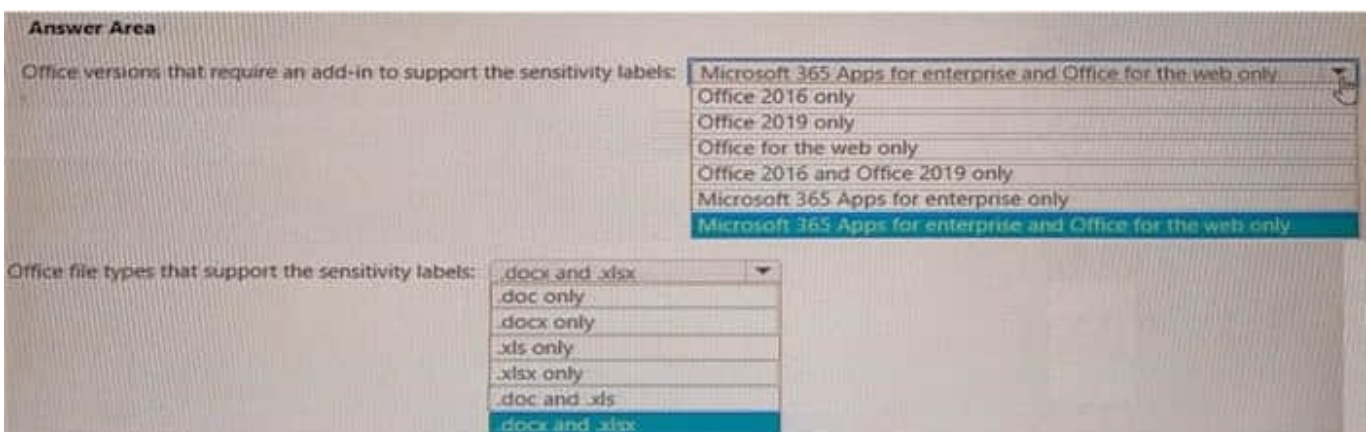 Answer Area
Office versions that require an add-in to support the sensitivity labels: Microsoft 365 Apps for enterprise and Office for the web only
Office 2016 only
Office 2019 only
Office for the web only
Office 2016 and Office 2019 only
Microsoft 365 Apps for enterprise only
Microsoft 365 Apps for enterprise and Office for the web only
Office file types that support the sensitivity labels: .docx and .xlsx
.doc only
.docx only
.xls only
.xlsx only
.doc and .xls
.docx and .xlsx